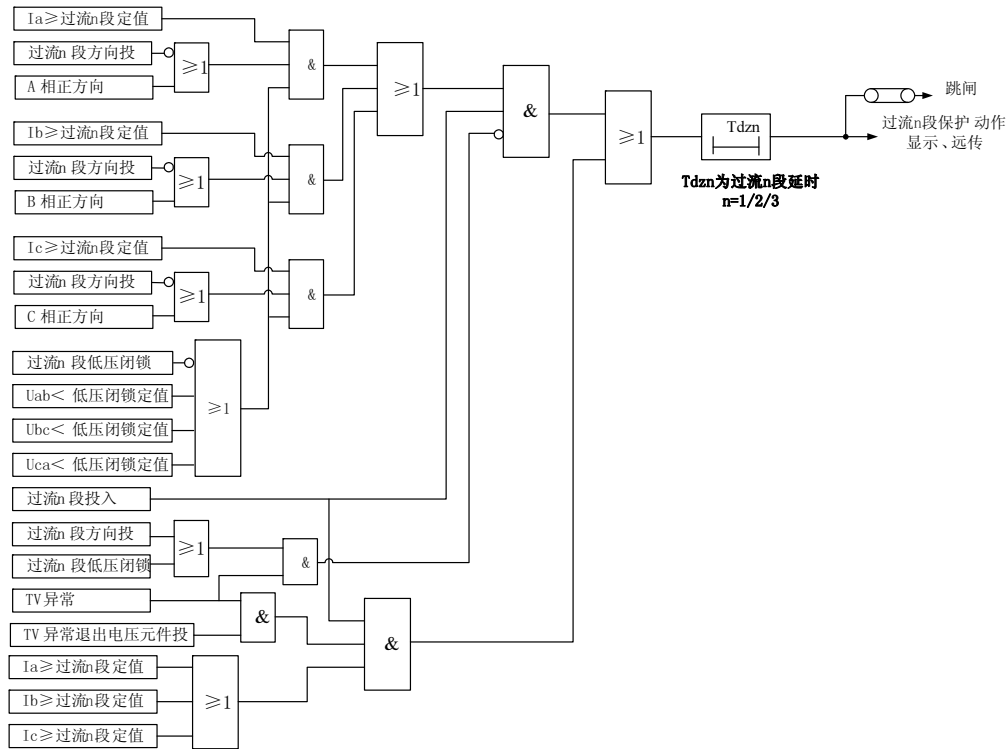 Ia≥过流n段定值
过流n 段方向投
A 相正方向
≥1
&
Ib≥过流n段定值
过流n 段方向投
B 相正方向
≥1
&
Ic≥过流n段定值
过流n 段方向投
C 相正方向
≥1
&
≥1
过流n 段低压闭锁
Uab< 低压闭锁定值
Ubc< 低压闭锁定值
Uca< 低压闭锁定值
≥1
过流n 段投入
&
过流n 段方向投
过流n 段低压闭锁
≥1
&
TV 异常
TV 异常退出电压元件投
&
Ia≥过流n段定值
Ib≥过流n段定值
Ic≥过流n段定值
≥1
&
≥1
Tdzn
Tdzn为过流n段延时
n=1/2/3
跳闸
过流n段保护 动作
显示、远传